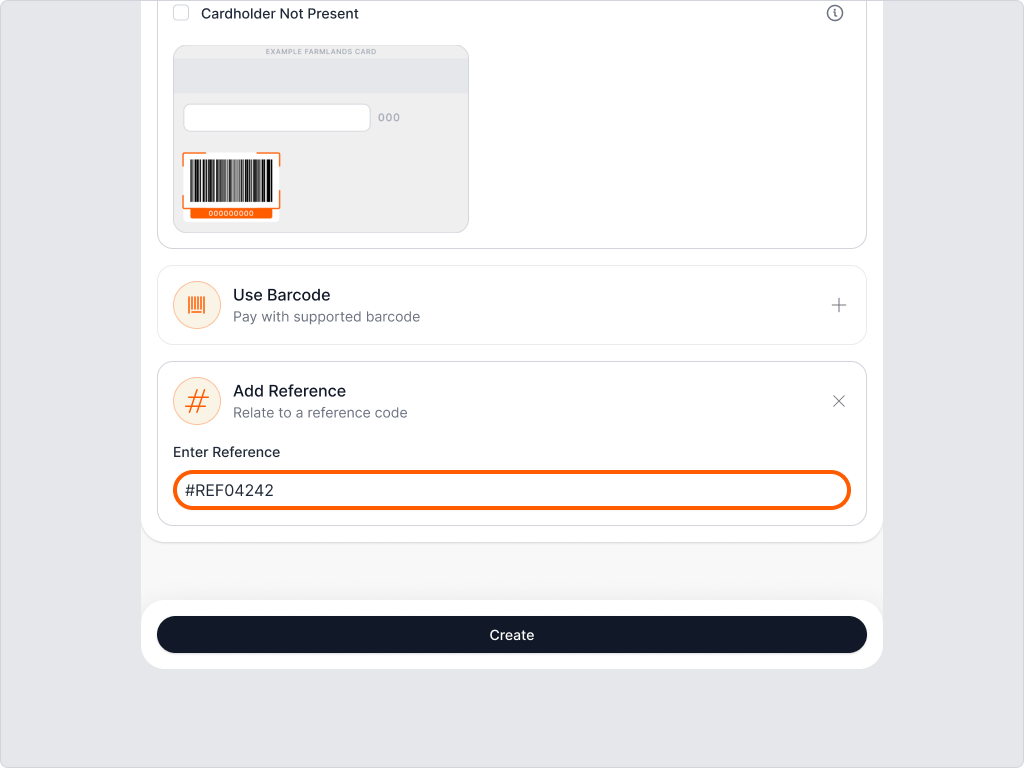 Cardholder Not Present
EXAMPLE FARMLANDS CARD
000
000000000
Use Barcode
Pay with supported barcode
Add Reference
Relate to a reference code
Enter Reference
#REF04242
Create